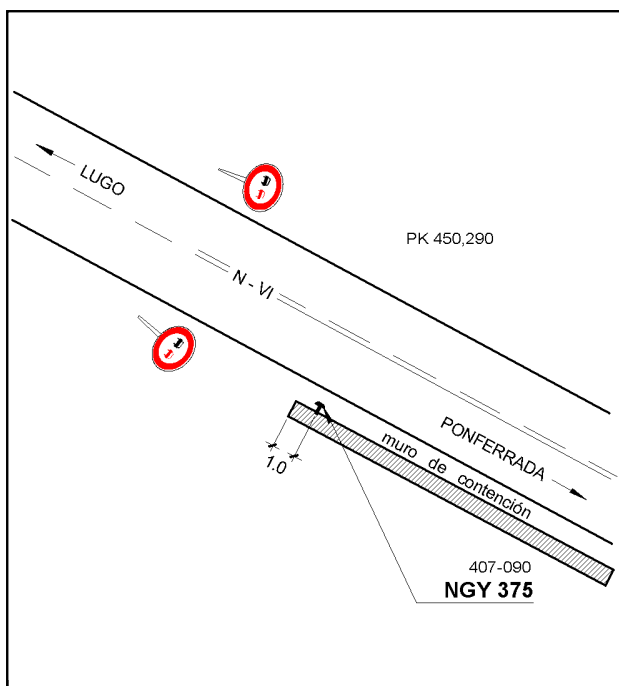 LUGO
PK 450,290
N - VI
PONFERRADA
muro de contención
1.0
407-090
NGY 375